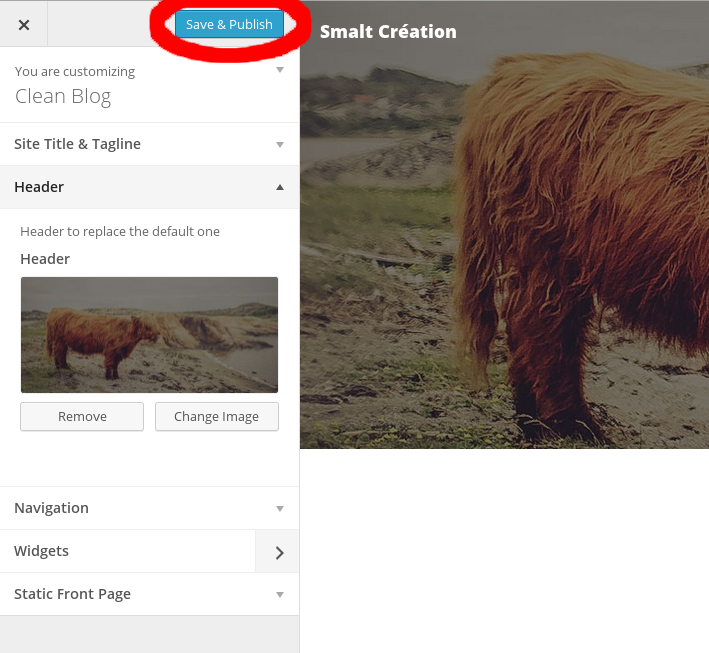 Save & Publish
Smalt Création
You are customizing
Clean Blog
Site Title & Tagline
Header
Header to replace the default one
Header
Remove
Change Image
Navigation
Widgets
Static Front Page